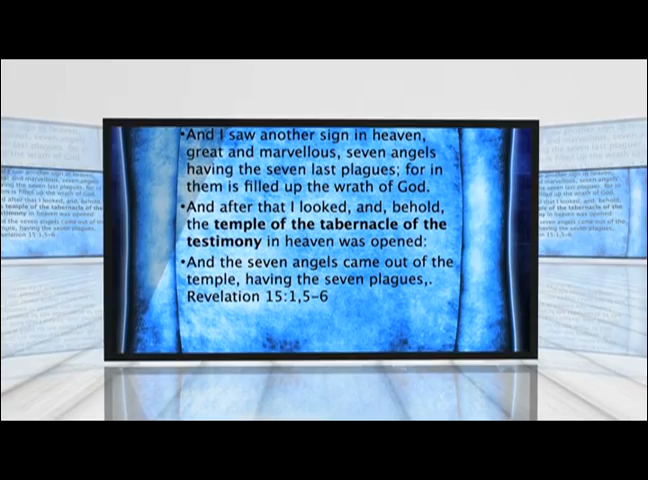 •And I saw another sign in heaven,
great and marvellous, seven angels
having the seven last plagues; for in
them is filled up the wrath of God.
•And after that I looked, and, behold,
the temple of the tabernacle of the
testimony in heaven was opened:
•And the seven angels came out of the
temple, having the seven plagues,.
Revelation 15:1,5-6